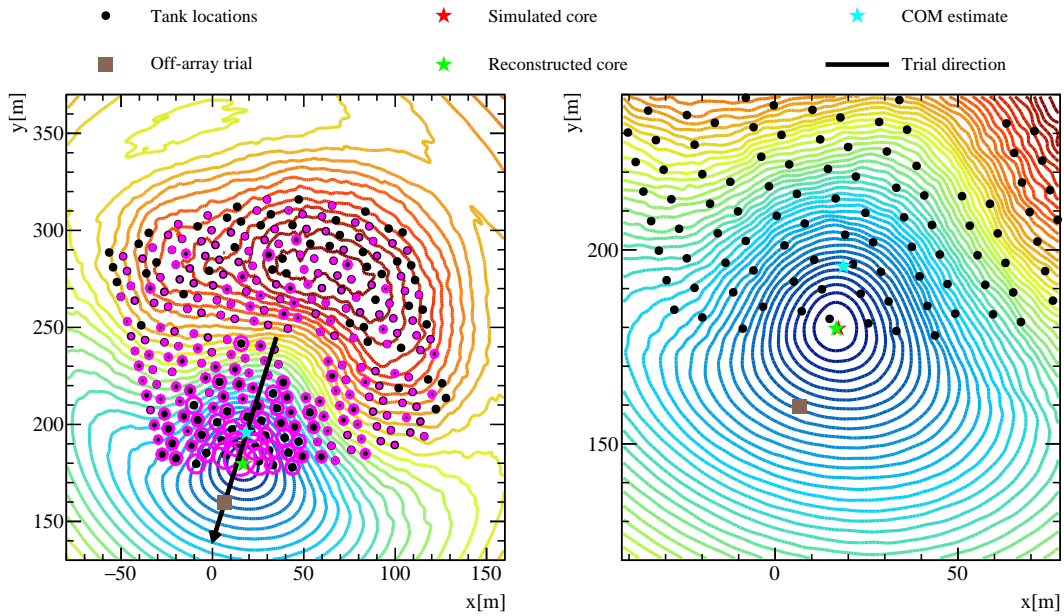 Tank locations
Simulated core
COM estimate
Off-array trial
Reconstructed core
Trial direction
y[m]
350
300
250
200
150
−50 0 50 100 150
x[m]
y[m]
200
150
0 50
x[m]